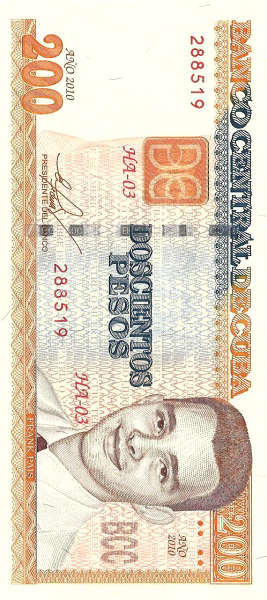 BANCO CENTRAL DE CUBA
288519
HA-03
AÑO 2010
200
PRESIDENTE DEL BANCO
DOSCIENTOS
PESOS
288519
HA-03
FRANK PAIS
BCC
AÑO
2010
200